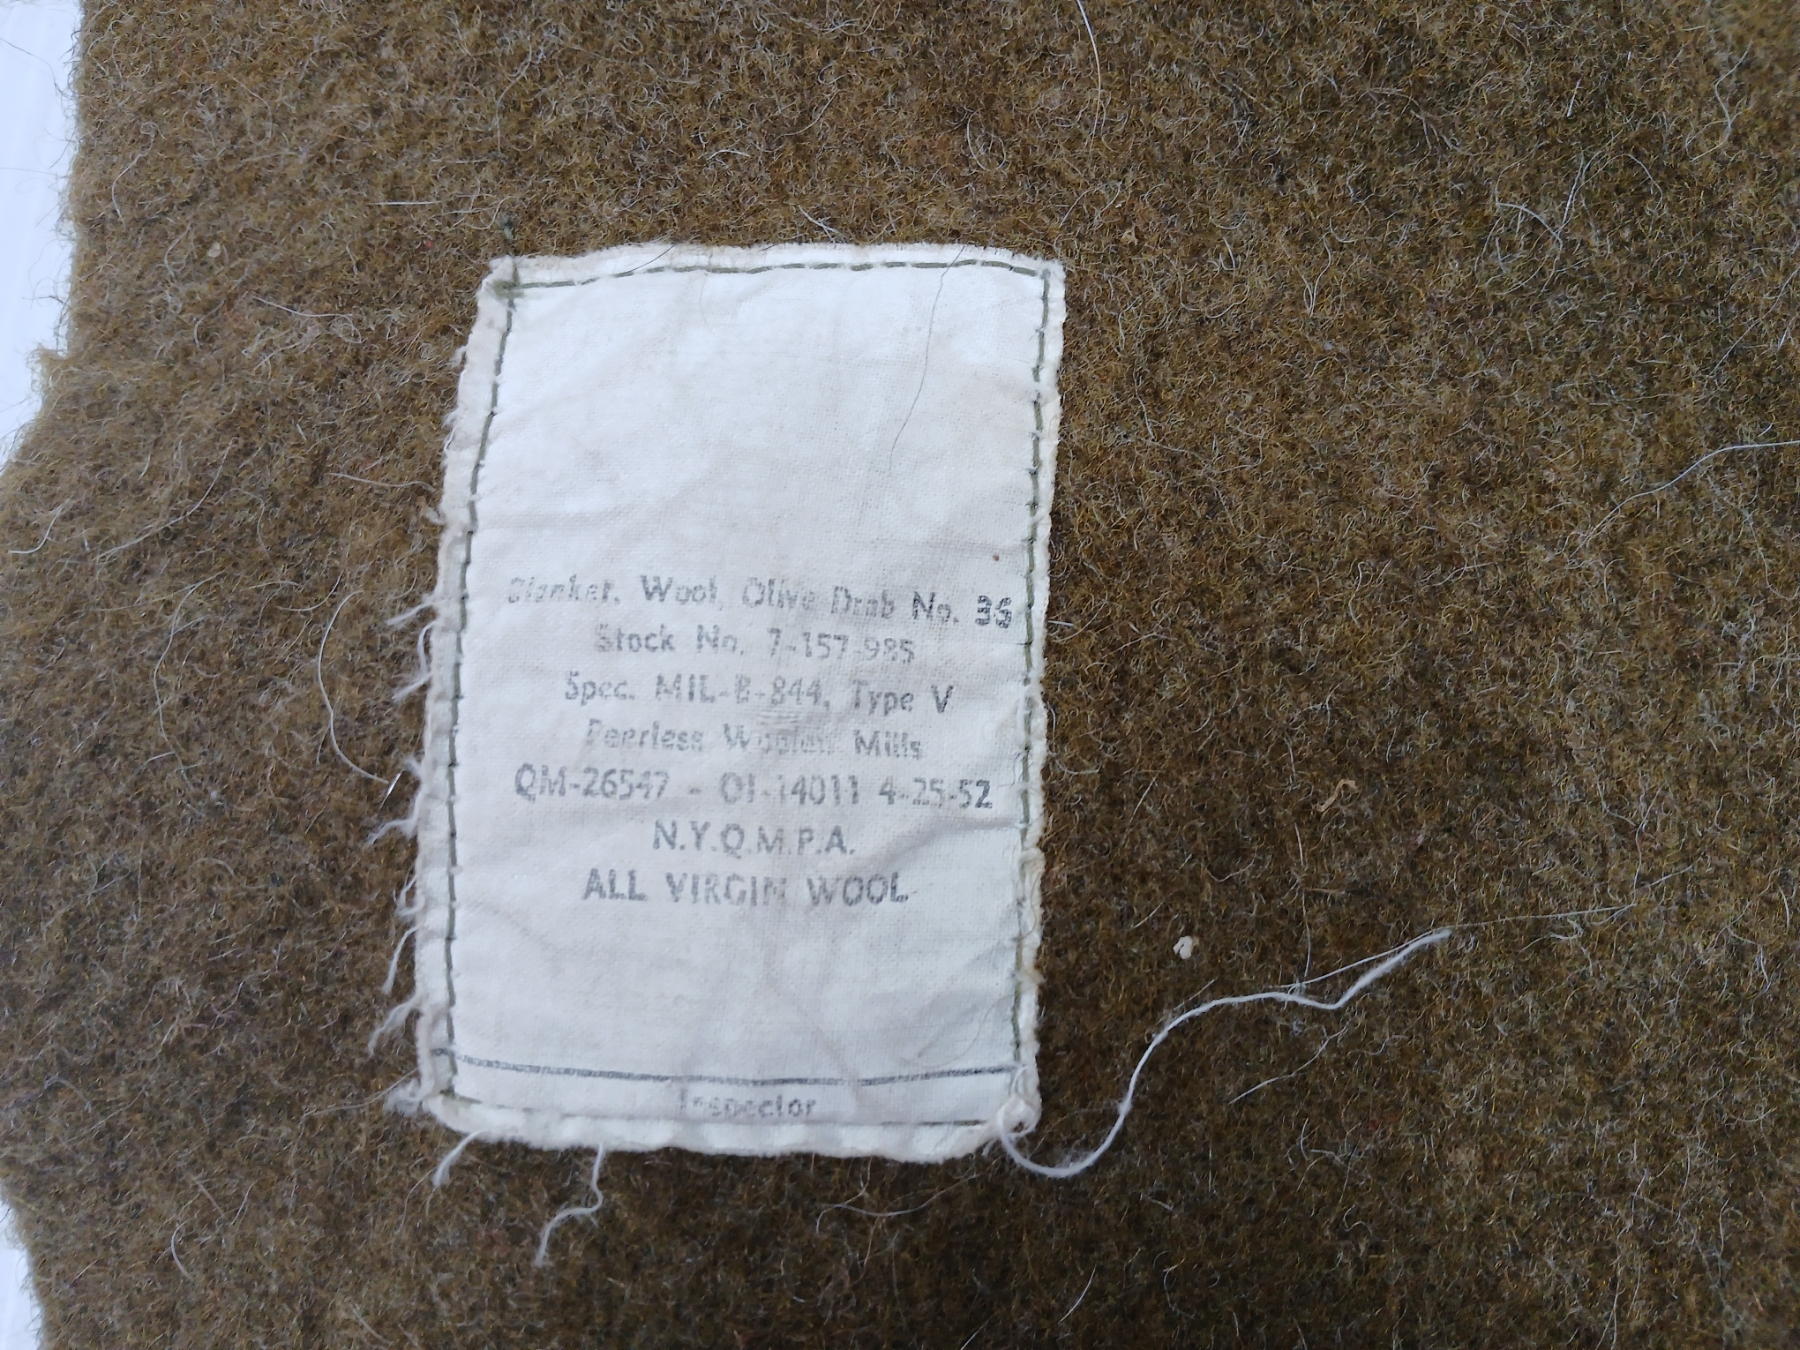 Blanket, Wool, Olive Drab No. 36
Stock No. 7-157-985
Spec. MIL-B-844, Type V
Peerless Woolen Mills
QM-26547 - OI-14011 4-25-52
N.Y.Q.M.P.A.
ALL VIRGIN WOOL
Inspector